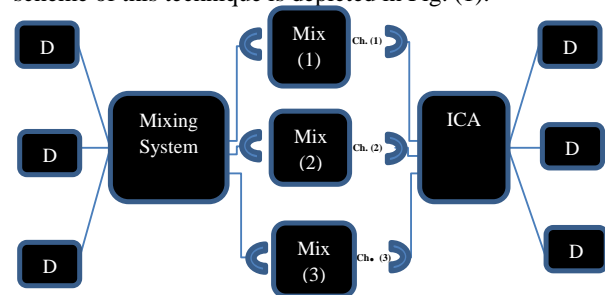 scheme of this technique is depicted in Fig. (1).
D
D
D
Mixing
System
Mix
(1)
Ch. (1)
Mix
(2)
Ch. (2)
Mix
(3)
Ch. (3)
ICA
D
D
D